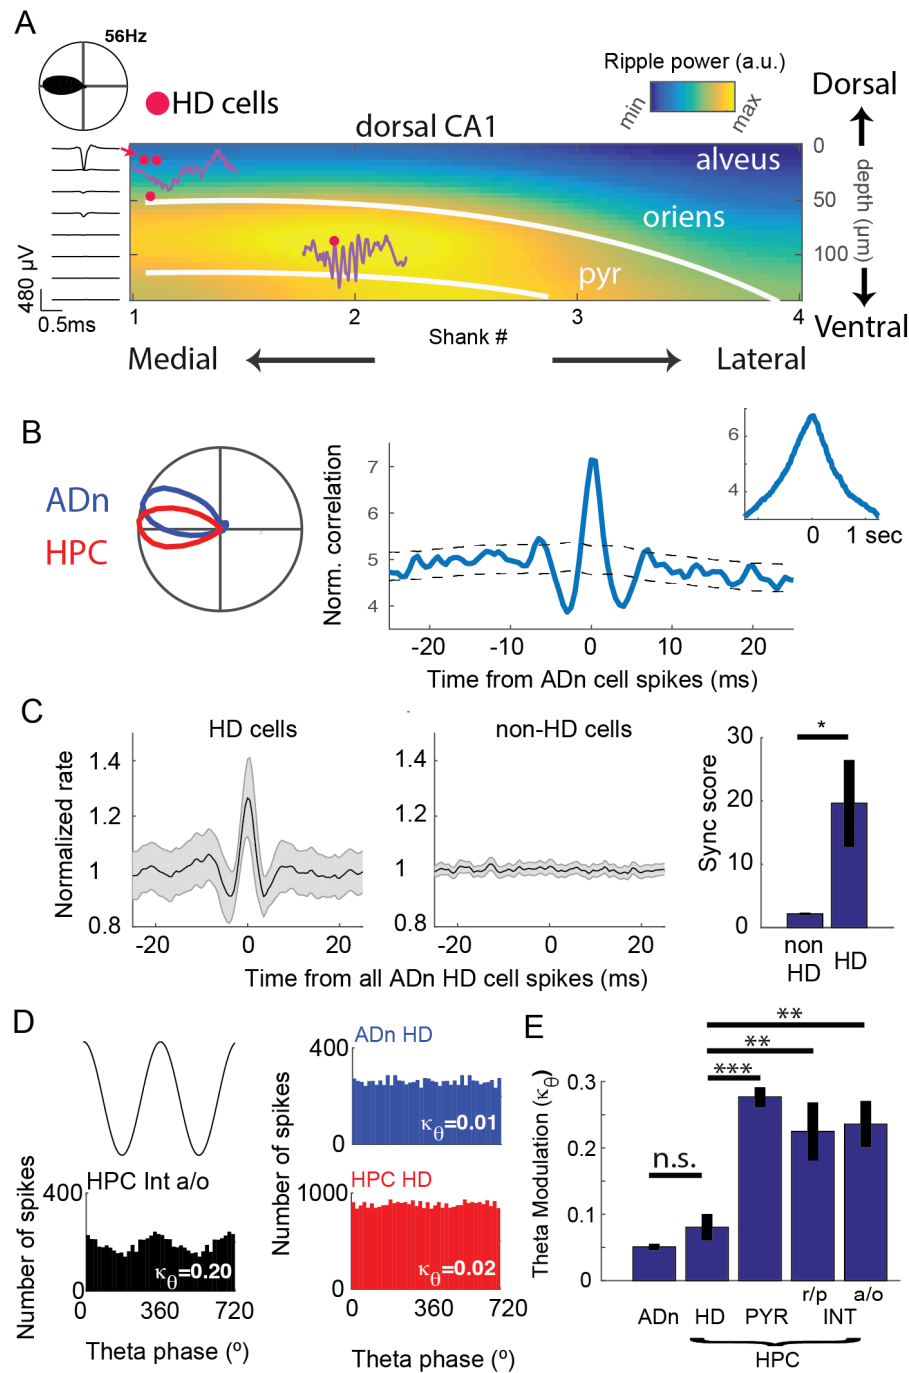 A
56Hz
HD cells
Ripple power (a.u.)
min
max
Dorsal
dorsal CA1
alveus
oriens
pyr
0
50
100
depth (μm)
480 μV
0.5ms
1
2
3
4
Shank #
Ventral
Medial
Lateral
B
ADn
HPC
Norm. correlation
7
6
5
4
-20
-10
0
10
20
Time from ADn cell spikes (ms)
6
4
0
1 sec
C
HD cells
non-HD cells
Normalized rate
1.4
1.2
1
0.8
-20
0
20
1.4
1.2
1
0.8
-20
0
20
Time from all ADn HD cell spikes (ms)
Sync score
30
20
10
0
*
non
HD
HD
D
HPC Int a/o
Number of spikes
400
0
κθ=0.20
0
360
720
Theta phase (º)
ADn HD
400
0
κθ=0.01
Number of spikes
HPC HD
1000
0
κθ=0.02
0
360
720
Theta phase (º)
E
Theta Modulation (κθ)
0.3
0.2
0.1
0
n.s.
***
**
**
ADn
HD
PYR
r/p
a/o
INT
HPC